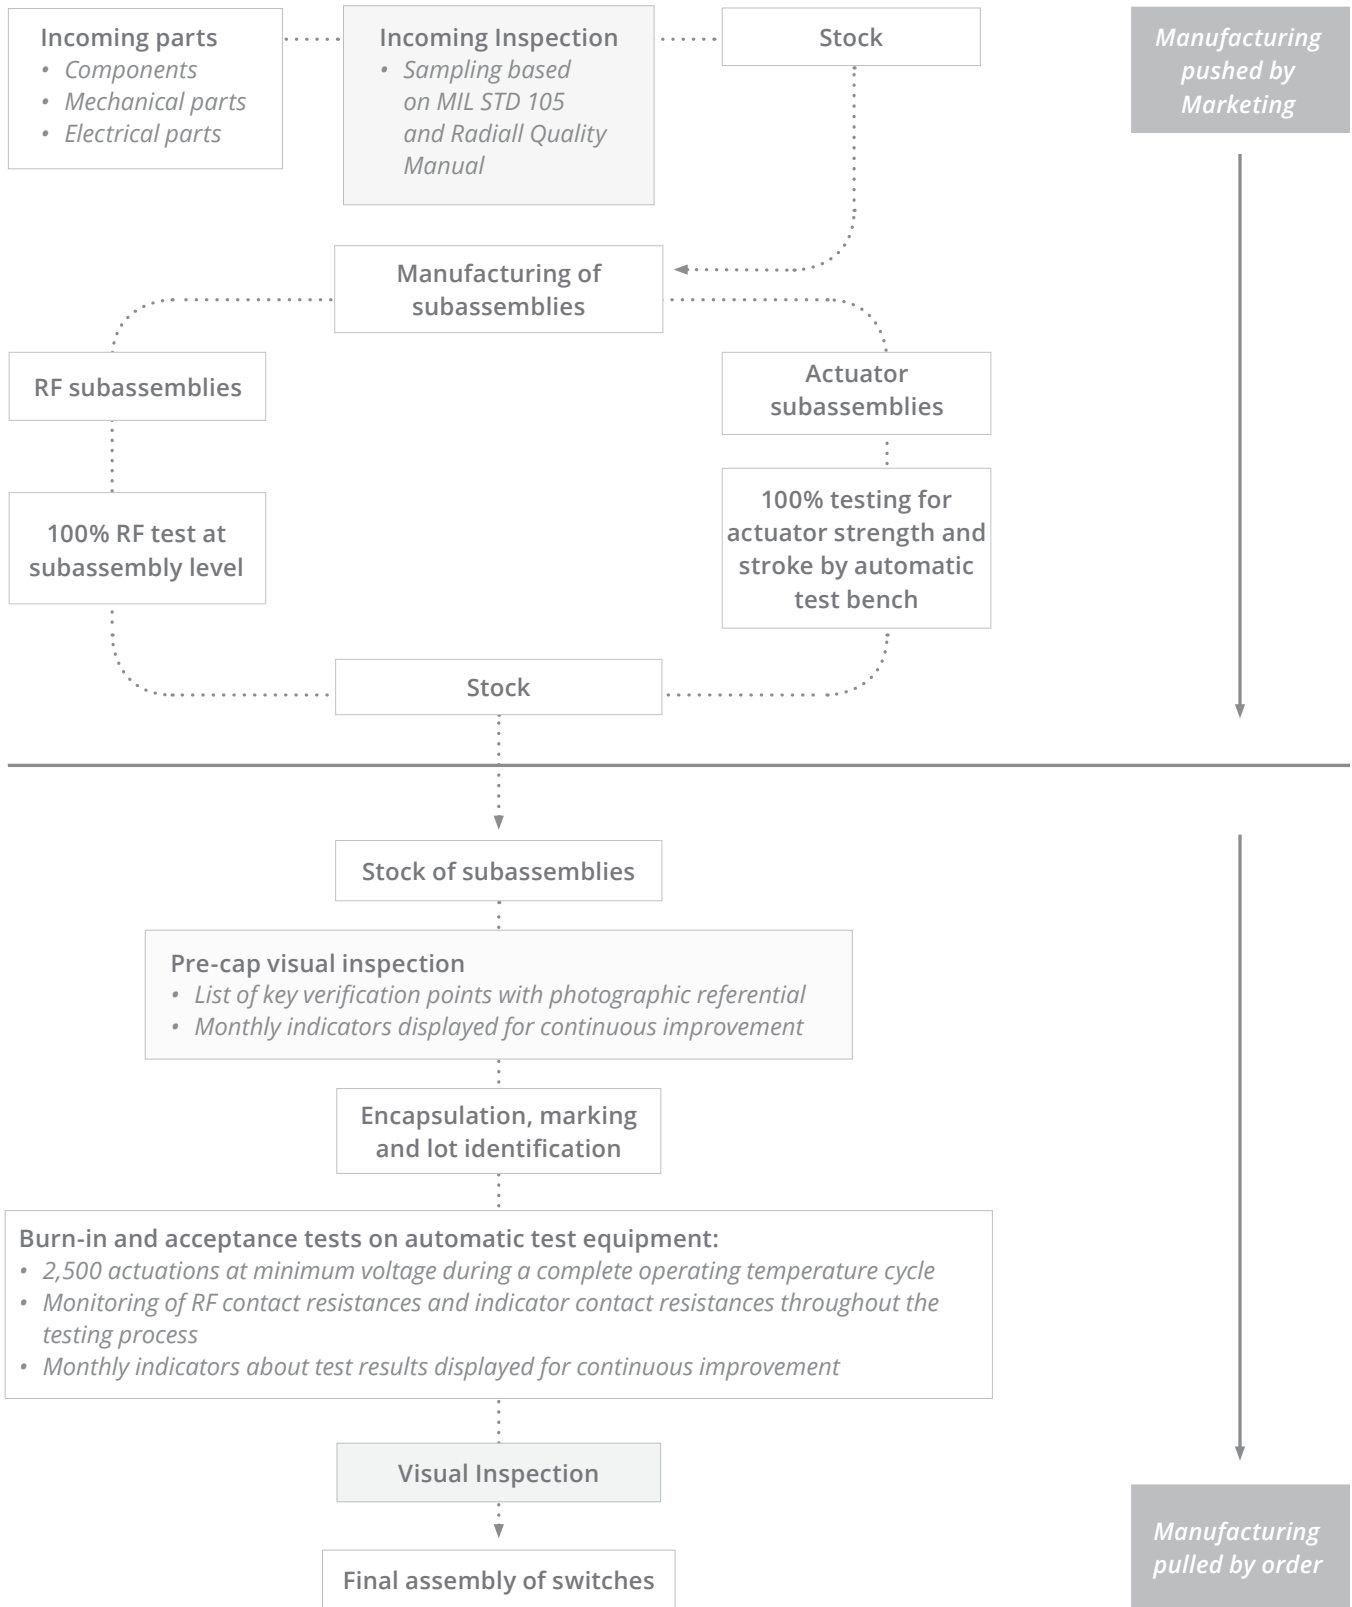 Incoming parts
• Components
• Mechanical parts
• Electrical parts
Incoming Inspection
• Sampling based
on MIL STD 105
and Radiall Quality
Manual
Stock
Manufacturing
pushed by
Marketing
Manufacturing of
subassemblies
RF subassemblies
Actuator
subassemblies
100% RF test at
subassembly level
100% testing for
actuator strength and
stroke by automatic
test bench
Stock
Stock of subassemblies
Pre-cap visual inspection
• List of key verification points with photographic referential
• Monthly indicators displayed for continuous improvement
Encapsulation, marking
and lot identification
Burn-in and acceptance tests on automatic test equipment:
• 2,500 actuations at minimum voltage during a complete operating temperature cycle
• Monitoring of RF contact resistances and indicator contact resistances throughout the
testing process
• Monthly indicators about test results displayed for continuous improvement
Visual Inspection
Final assembly of switches
Manufacturing
pulled by order